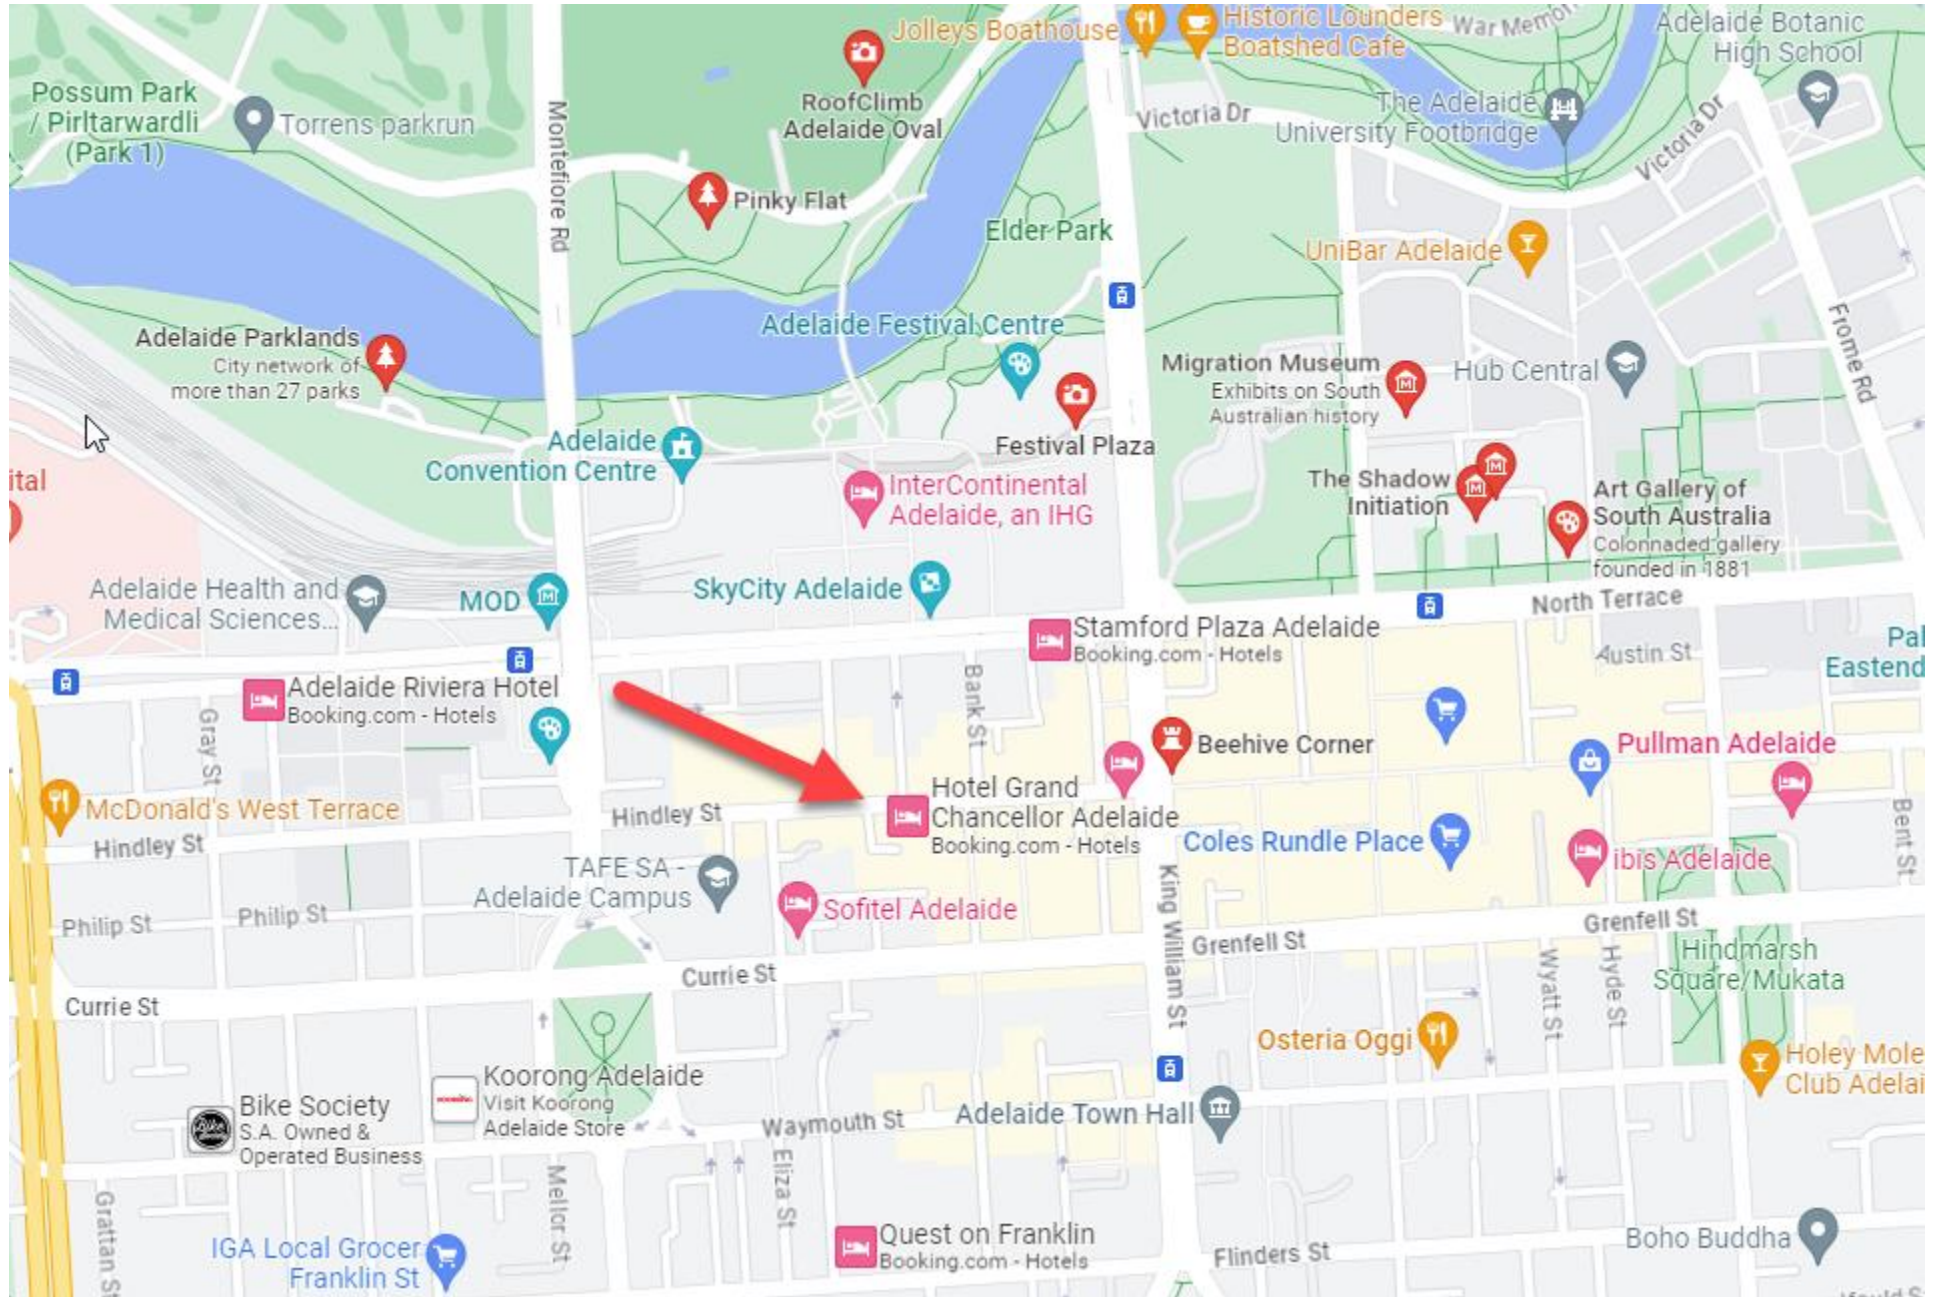 Jolleys Boathouse
Historic Lounders
Boatshed Cafe
Adelaide Botanic
High School
Possum Park
/ Pirltarwardli
(Park 1)
Torrens parkrun
RoofClimb
Adelaide Oval
Victoria Dr
The Adelaide
University Footbridge
Victoria Dr
Montefiore Rd
Pinky Flat
Elder Park
UniBar Adelaide
Frome Rd
Adelaide Parklands
City network of
more than 27 parks
Adelaide Festival Centre
Migration Museum
Exhibits on South
Australian history
Hub Central
Adelaide
Convention Centre
Festival Plaza
ital
InterContinental
Adelaide, an IHG
The Shadow
Initiation
Art Gallery of
South Australia
Colonnaded gallery
founded in 1881
Adelaide Health and
Medical Sciences...
MOD
SkyCity Adelaide
North Terrace
Stamford Plaza Adelaide
Booking.com - Hotels
Austin St
Pal
Eastend
Adelaide Riviera Hotel
Booking.com - Hotels
Gray St
Bank St
Beehive Corner
Pullman Adelaide
McDonald's West Terrace
Hindley St
Hindley St
Hotel Grand
Chancellor Adelaide
Booking.com - Hotels
Coles Rundle Place
ibis Adelaide
Bent St
TAFE SA -
Adelaide Campus
Sofitel Adelaide
King William St
Philip St
Philip St
Grenfell St
Grenfell St
Hindmarsh
Square/Mukata
Currie St
Currie St
Wyatt St
Hyde St
Osteria Oggi
Holey Mole
Club Adelai
Koorong Adelaide
Visit Koorong
Adelaide Store
Bike Society
S.A. Owned &
Operated Business
Waymouth St
Adelaide Town Hall
Mellor St
Eliza St
Grattan St
IGA Local Grocer
Franklin St
Quest on Franklin
Booking.com - Hotels
Flinders St
Boho Buddha